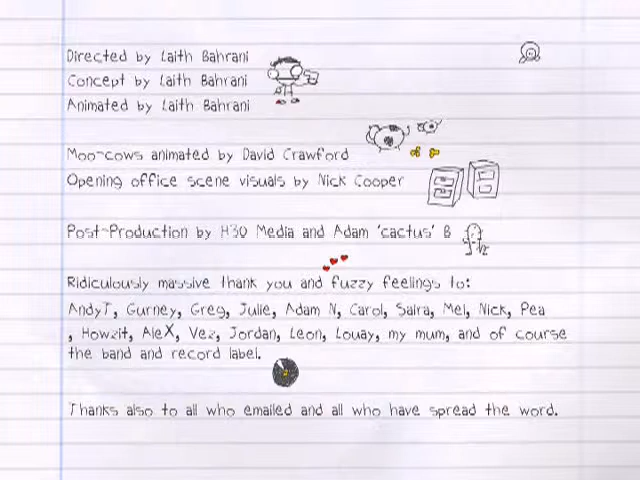 Directed by Laith Bahrani
Concept by Laith Bahrani
Animated by Laith Bahrani
Moo-cows animated by David Crawford
Opening office scene visuals by Nick Cooper
Post-Production by H30 Media and Adam 'cactus' B
Ridiculously massive thank you and fuzzy feelings to:
AndyT, Gurney, Greg, Julie, Adam N, Carol, Saira, Mel, Nick, Pea
, Howzit, AleX, Vez, Jordan, Leon, Louay, my mum, and of course
the band and record label.
Thanks also to all who emailed and all who have spread the word.